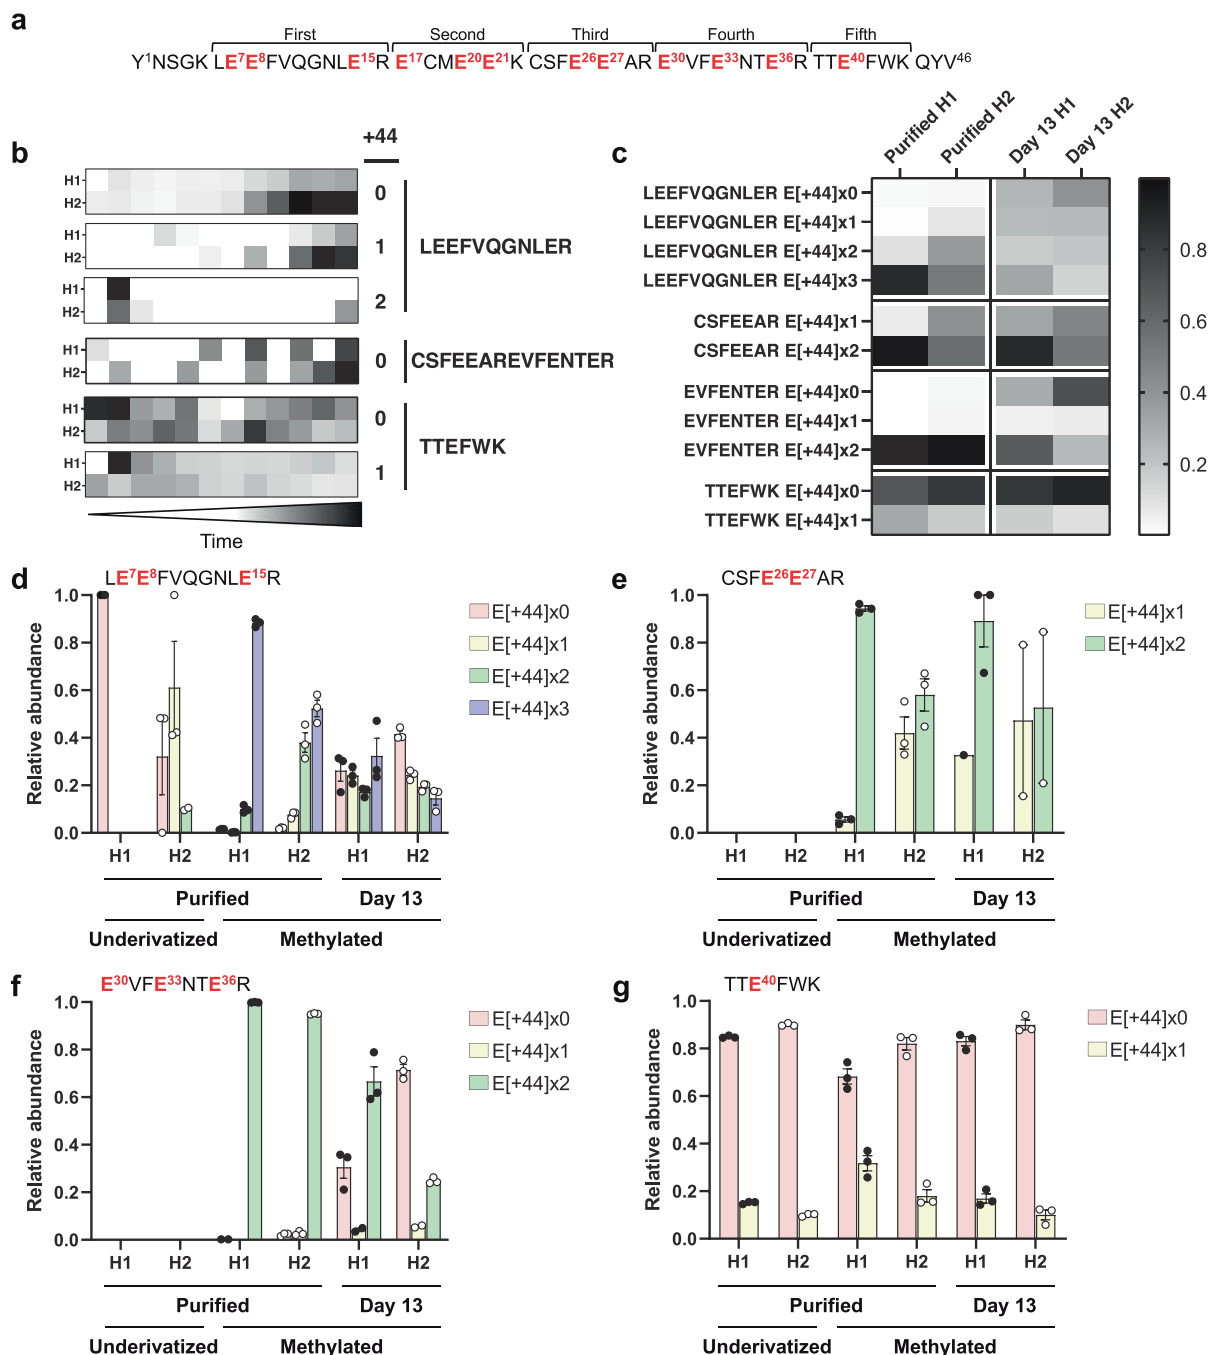 a
First Second Third Fourth Fifth
Y¹NSGK LE⁷E⁸FVQGNLE¹⁵R E¹⁷CME²⁰E²¹K CSFE²⁶E²⁷AR E³⁰VFE³³NTE³⁶R TTE⁴⁰FWK QYV⁴⁶
b
+44
H1
H2
0
H1
H2
1
LEEFVQGNLER
H1
H2
2
H1
H2
0
CSFEEAREVFENTER
H1
H2
0
TTEFWK
H1
H2
1
Time
c
Purified H1
Purified H2
Day 13 H1
Day 13 H2
LEEFVQGNLER E[+44]x0
LEEFVQGNLER E[+44]x1
LEEFVQGNLER E[+44]x2
LEEFVQGNLER E[+44]x3
CSFEEAR E[+44]x1
CSFEEAR E[+44]x2
EVFENTER E[+44]x0
EVFENTER E[+44]x1
EVFENTER E[+44]x2
TTEFWK E[+44]x0
TTEFWK E[+44]x1
0.8
0.6
0.4
0.2
d
LE⁷E⁸FVQGNLE¹⁵R
Relative abundance
1.0
0.8
0.6
0.4
0.2
0.0
E[+44]x0
E[+44]x1
E[+44]x2
E[+44]x3
H1 H2 H1 H2 H1 H2
Purified Day 13
Underivatized Methylated
e
CSFE²⁶E²⁷AR
Relative abundance
1.0
0.8
0.6
0.4
0.2
0.0
E[+44]x1
E[+44]x2
H1 H2 H1 H2 H1 H2
Purified Day 13
Underivatized Methylated
f
E³⁰VFE³³NTE³⁶R
Relative abundance
1.0
0.8
0.6
0.4
0.2
0.0
E[+44]x0
E[+44]x1
E[+44]x2
H1 H2 H1 H2 H1 H2
Purified Day 13
Underivatized Methylated
g
TTE⁴⁰FWK
Relative abundance
1.0
0.8
0.6
0.4
0.2
0.0
E[+44]x0
E[+44]x1
H1 H2 H1 H2 H1 H2
Purified Day 13
Underivatized Methylated